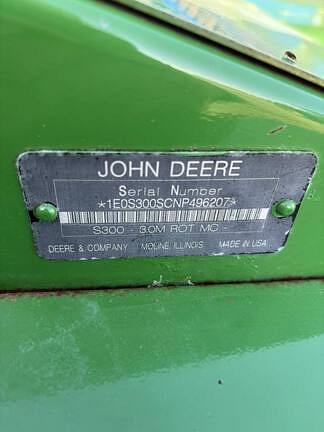 JOHN DEERE
Serial Number
*1E0S300SCNP496207*
S300 - 3.0M ROT MC -
DEERE & COMPANY MOLINE, ILLINOIS MADE IN USA